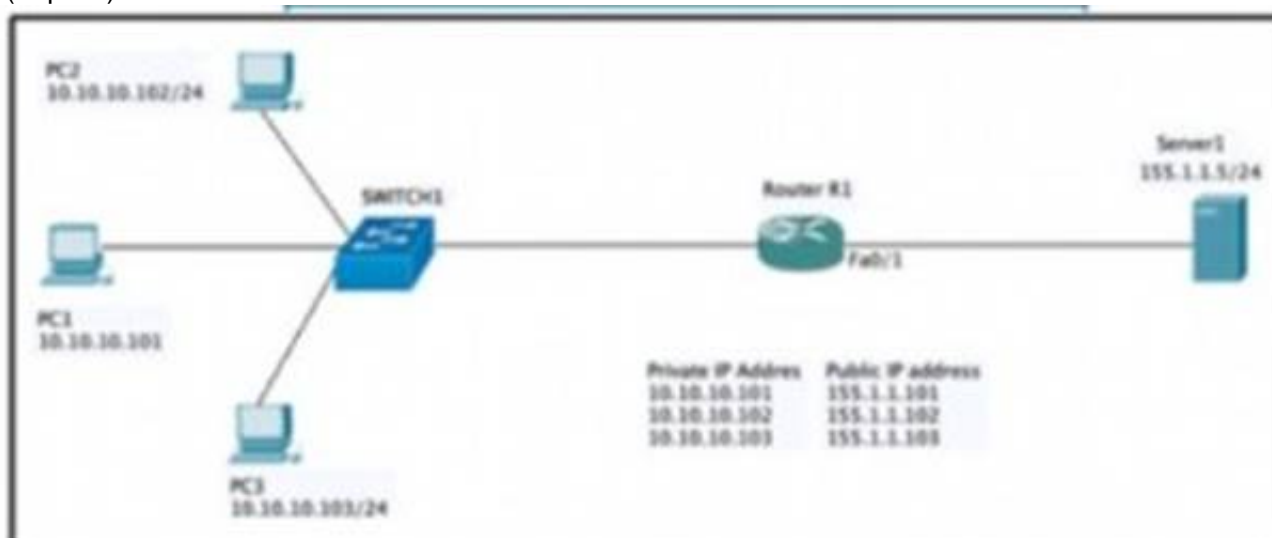 PC2
10.10.10.102/24
SWITCH1
PC1
10.10.10.101
PC3
10.10.10.103/24
Router R1
Fa0/1
Server1
155.1.1.5/24
Private IP Addres Public IP address
10.10.10.101 155.1.1.101
10.10.10.102 155.1.1.102
10.10.10.103 155.1.1.103